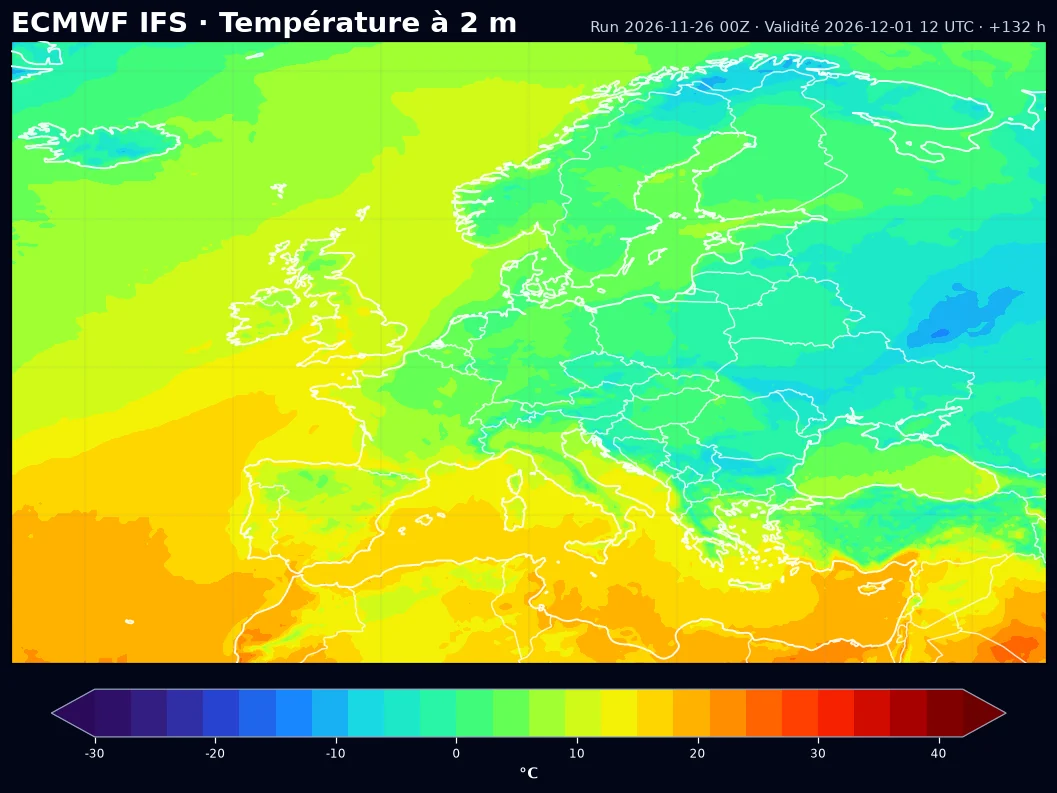 ECMWF IFS · Température à 2 m
Run 2026-11-26 00Z · Validité 2026-12-01 12 UTC · +132 h
-30 -20 -10 0 10 20 30 40
°C